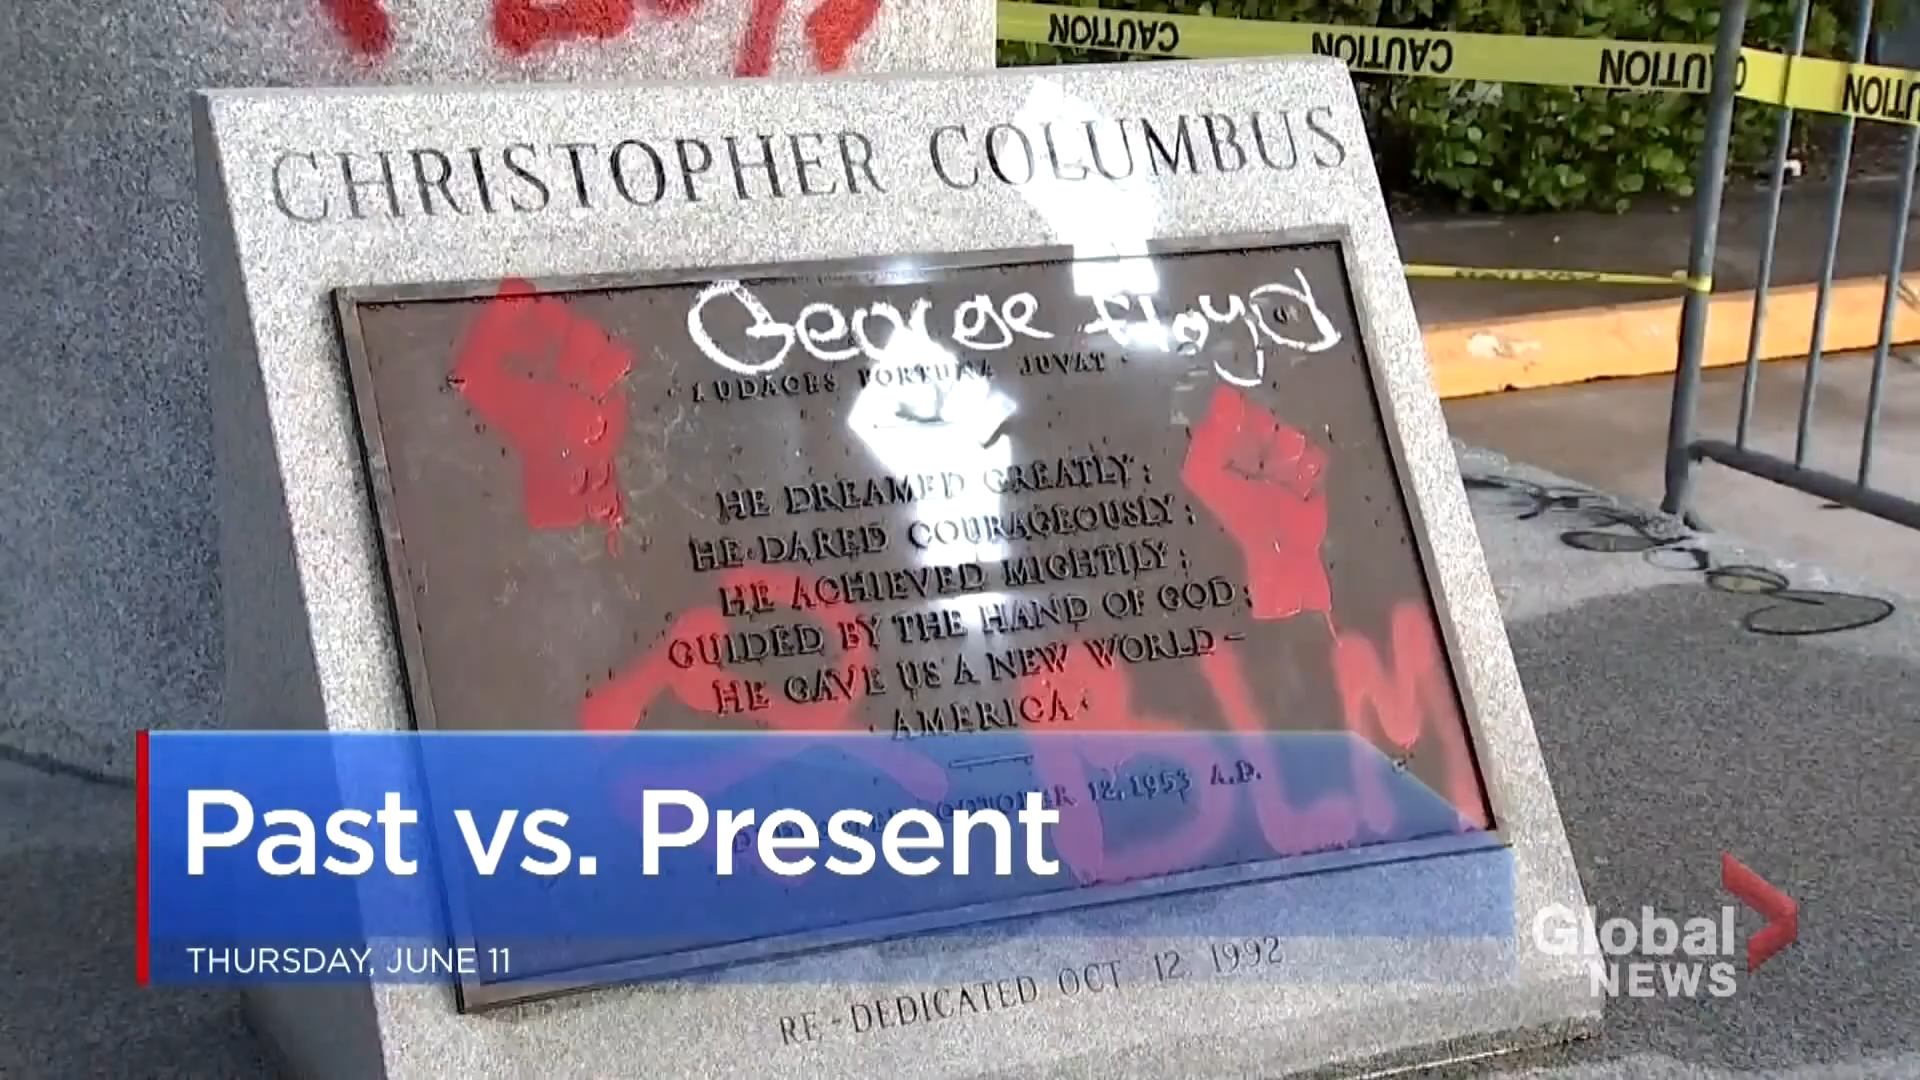 CAUTION CAUTION CAUTION CAUTION
CHRISTOPHER COLUMBUS
George Floyd
· AUDACES FORTUNA JUVAT ·
HE DREAMED GREATLY;
HE DARED COURAGEOUSLY;
HE ACHIEVED MIGHTILY;
GUIDED BY THE HAND OF GOD;
HE GAVE US A NEW WORLD –
· AMERICA ·
BLM
OCTOBER 12, 1953 A.D.
RE-DEDICATED OCT. 12, 1992
Past vs. Present
THURSDAY, JUNE 11
Global
NEWS